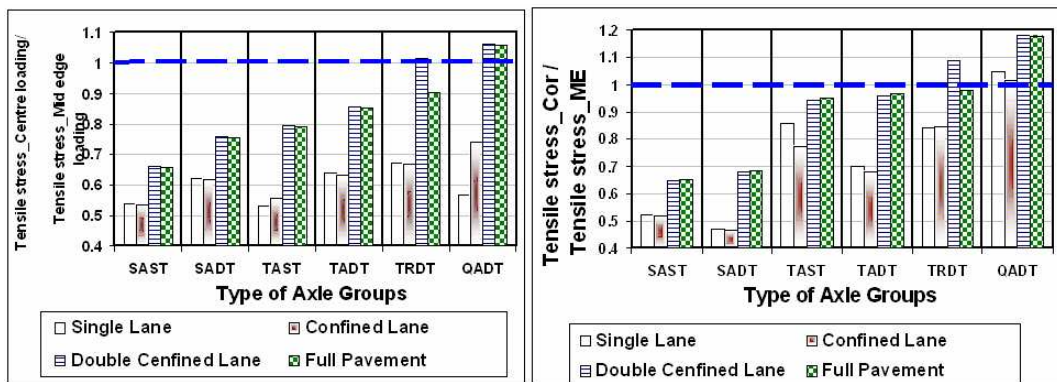 Tensile stress_Centre loading/
Tensile stress_Mid edge
loading
1.1
1
0.9
0.8
0.7
0.6
0.5
0.4
SAST SADT TAST TADT TRDT QADT
Type of Axle Groups
Single Lane Confined Lane
Double Cenfined Lane Full Pavement
Tensile stress_Cor /
Tensile stress_ME
1.2
1.1
1
0.9
0.8
0.7
0.6
0.5
0.4
SAST SADT TAST TADT TRDT QADT
Type of Axle Groups
Single Lane Confined Lane
Double Cenfined Lane Full Pavement